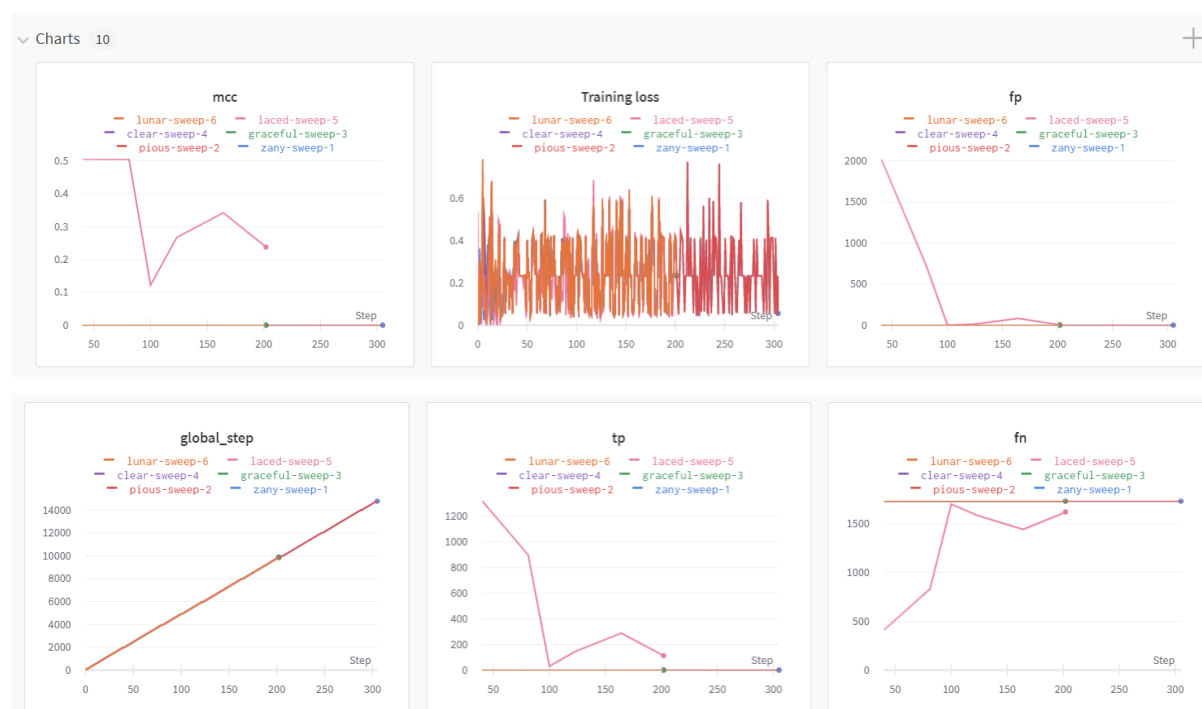 Charts 10
mcc
lunar-sweep-6 laced-sweep-5
clear-sweep-4 graceful-sweep-3
pious-sweep-2 zany-sweep-1
0.5
0.4
0.3
0.2
0.1
0
Step
50 100 150 200 250 300
Training loss
lunar-sweep-6 laced-sweep-5
clear-sweep-4 graceful-sweep-3
pious-sweep-2 zany-sweep-1
0.6
0.4
0.2
0
Step
0 50 100 150 200 250 300
fp
lunar-sweep-6 laced-sweep-5
clear-sweep-4 graceful-sweep-3
pious-sweep-2 zany-sweep-1
2000
1500
1000
500
0
Step
50 100 150 200 250 300
global_step
lunar-sweep-6 laced-sweep-5
clear-sweep-4 graceful-sweep-3
pious-sweep-2 zany-sweep-1
14000
12000
10000
8000
6000
4000
2000
0
Step
0 50 100 150 200 250 300
tp
lunar-sweep-6 laced-sweep-5
clear-sweep-4 graceful-sweep-3
pious-sweep-2 zany-sweep-1
1200
1000
800
600
400
200
0
Step
50 100 150 200 250 300
fn
lunar-sweep-6 laced-sweep-5
clear-sweep-4 graceful-sweep-3
pious-sweep-2 zany-sweep-1
1500
1000
500
0
Step
50 100 150 200 250 300